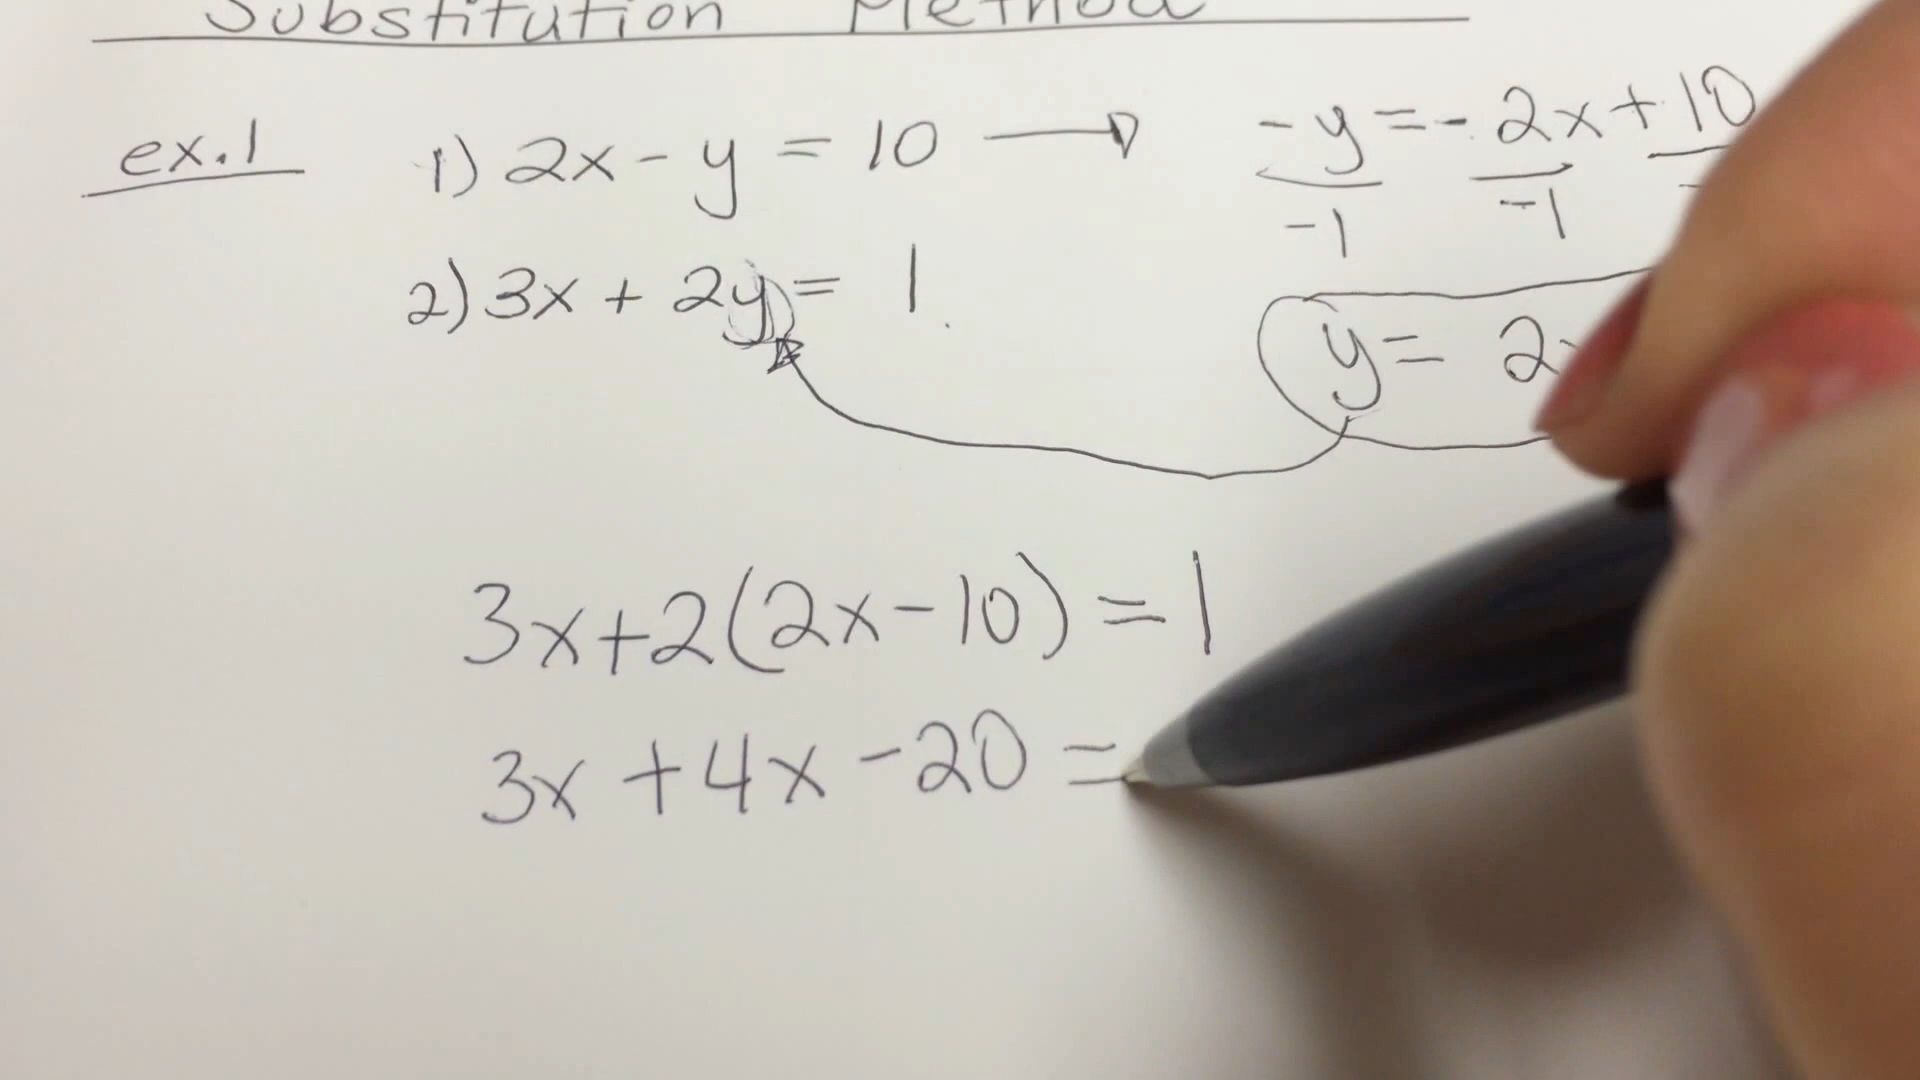 Substitution Method
ex.1 1) 2x - y = 10 → -y = -2x + 10
-1 -1
2) 3x + 2y = 1
y = 2x
3x + 2(2x - 10) = 1
3x + 4x - 20 =